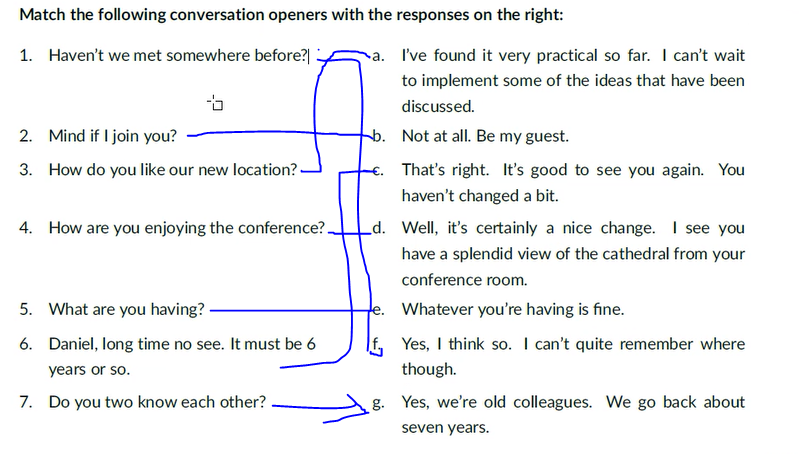 Match the following conversation openers with the responses on the right:
1. Haven't we met somewhere before?
a. I've found it very practical so far. I can't wait
to implement some of the ideas that have been
discussed.
2. Mind if I join you?
b. Not at all. Be my guest.
3. How do you like our new location?
c. That's right. It's good to see you again. You
haven't changed a bit.
4. How are you enjoying the conference?
d. Well, it's certainly a nice change. I see you
have a splendid view of the cathedral from your
conference room.
5. What are you having?
e. Whatever you're having is fine.
6. Daniel, long time no see. It must be 6
years or so.
f. Yes, I think so. I can't quite remember where
though.
7. Do you two know each other?
g. Yes, we're old colleagues. We go back about
seven years.